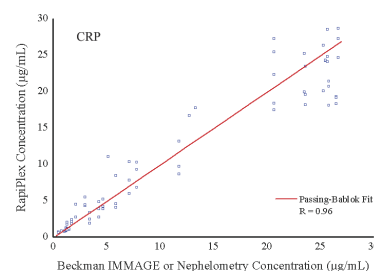 CRP
RapiPlex Concentration (µg/mL)
30
25
20
15
10
5
0
0
5
10
15
20
25
3
Passing-Bablok Fit
R = 0.96
Beckman IMMAGE or Nephelometry Concentration (µg/mL)